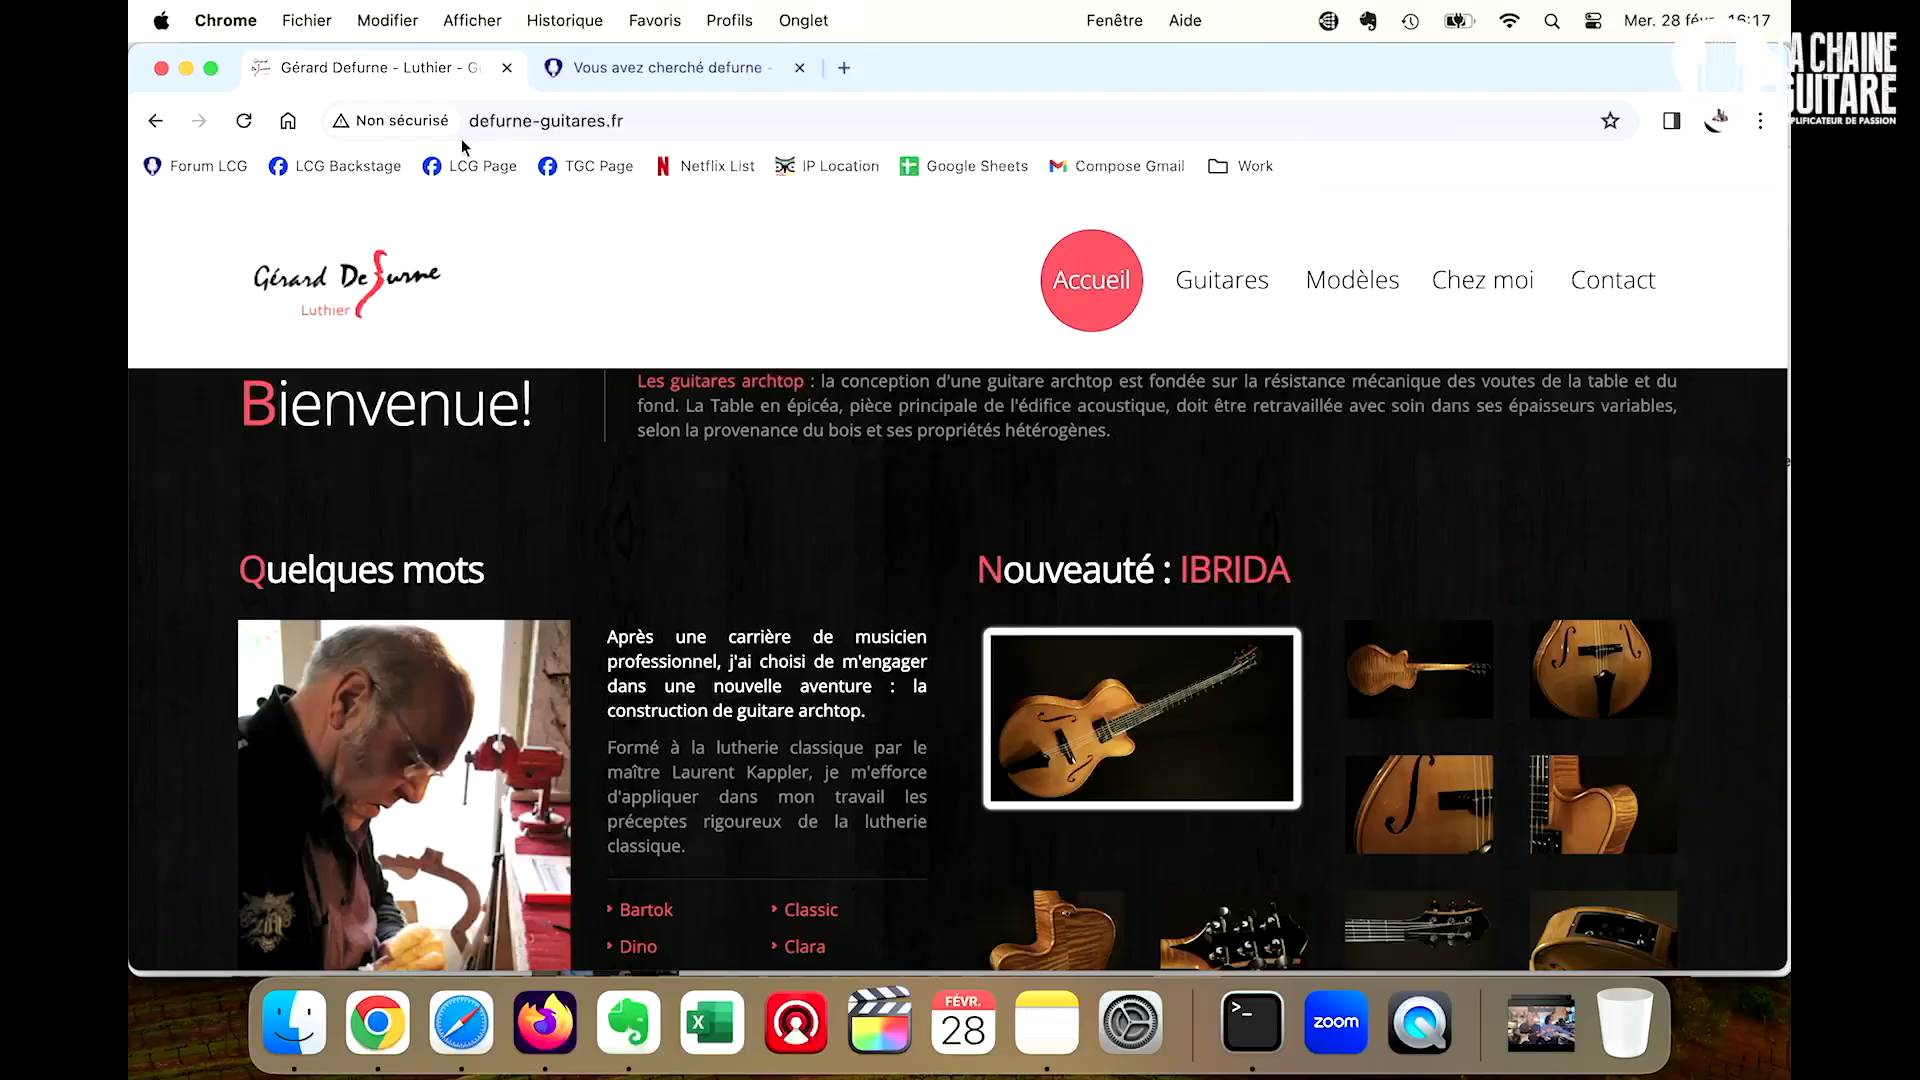 Chrome Fichier Modifier Afficher Historique Favoris Profils Onglet Fenêtre Aide Mer. 28 16:17
LA CHAINE
GUITARE
AMPLIFICATEUR DE PASSION
Gérard Defurne - Luthier - Vous avez cherché defurne -
Non sécurisé defurne-guitares.fr
Forum LCG LCG Backstage LCG Page TGC Page Netflix List IP Location Google Sheets Compose Gmail Work
Gérard Defurne
Luthier
Accueil Guitares Modèles Chez moi Contact
Bienvenue!
Les guitares archtop : la conception d'une guitare archtop est fondée sur la résistance mécanique des voutes de la table et du
fond. La Table en épicéa, pièce principale de l'édifice acoustique, doit être retravaillée avec soin dans ses épaisseurs variables,
selon la provenance du bois et ses propriétés hétérogènes.
Quelques mots
Après une carrière de musicien
professionnel, j'ai choisi de m'engager
dans une nouvelle aventure : la
construction de guitare archtop.
Formé à la lutherie classique par le
maître Laurent Kappler, je m'efforce
d'appliquer dans mon travail les
préceptes rigoureux de la lutherie
classique.
Bartok Classic
Dino Clara
Nouveauté : IBRIDA
FÉVR.
28
zoom